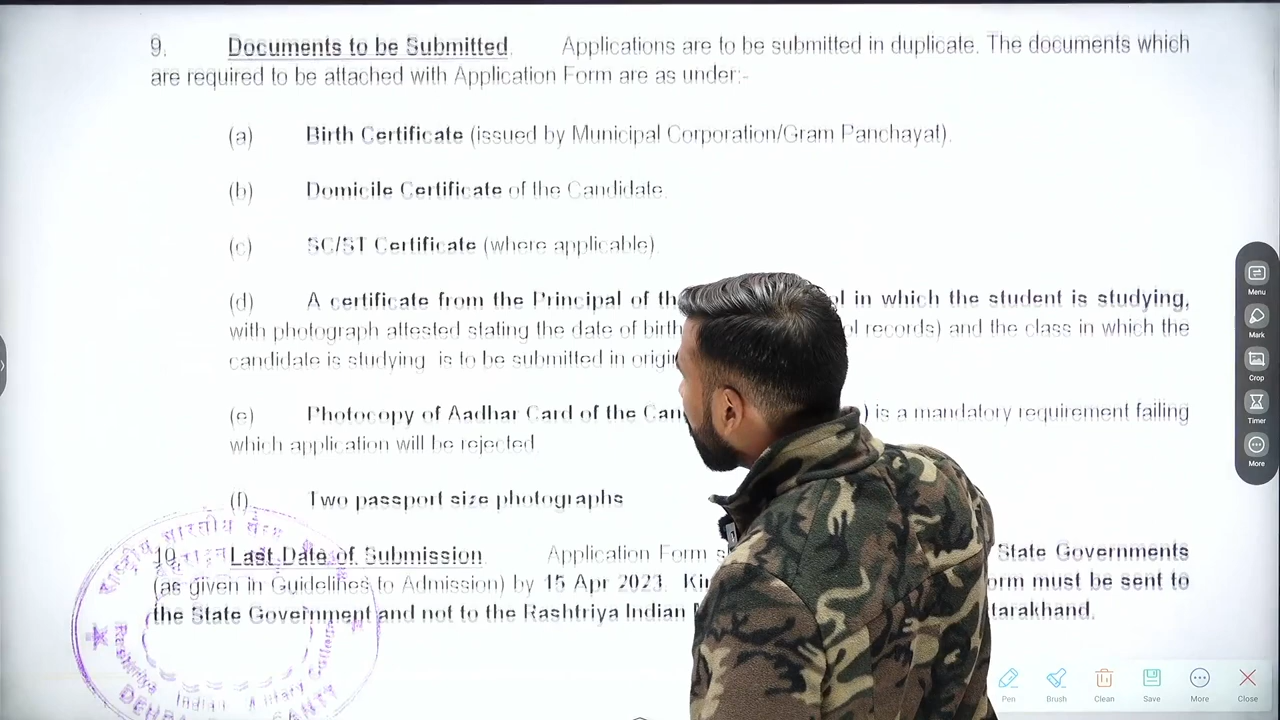 9. Documents to be Submitted. Applications are to be submitted in duplicate. The documents which
are required to be attached with Application Form are as under:-
(a) Birth Certificate (issued by Municipal Corporation/Gram Panchayat).
(b) Domicile Certificate of the Candidate.
(c) SC/ST Certificate (where applicable).
(d) A certificate from the Principal of in which the student is studying,
with photograph attested stating the date of birth records) and the class in which the
candidate is studying is to be submitted in
(e) Photocopy of Aadhar Card of the ) is a mandatory requirement failing
which application will be rejected.
(f) Two passport size photographs
10. Last Date of Submission Application Form State Governments
(as given in Guidelines to Admission) by 15 Apr 2023. must be sent to
the State Government and not to the Rashtriya Indian
भारतीय
Rashtriya Indian Military College
Menu
Mark
Crop
Timer
More
Pen
Brush
Clean
Save
More
Close